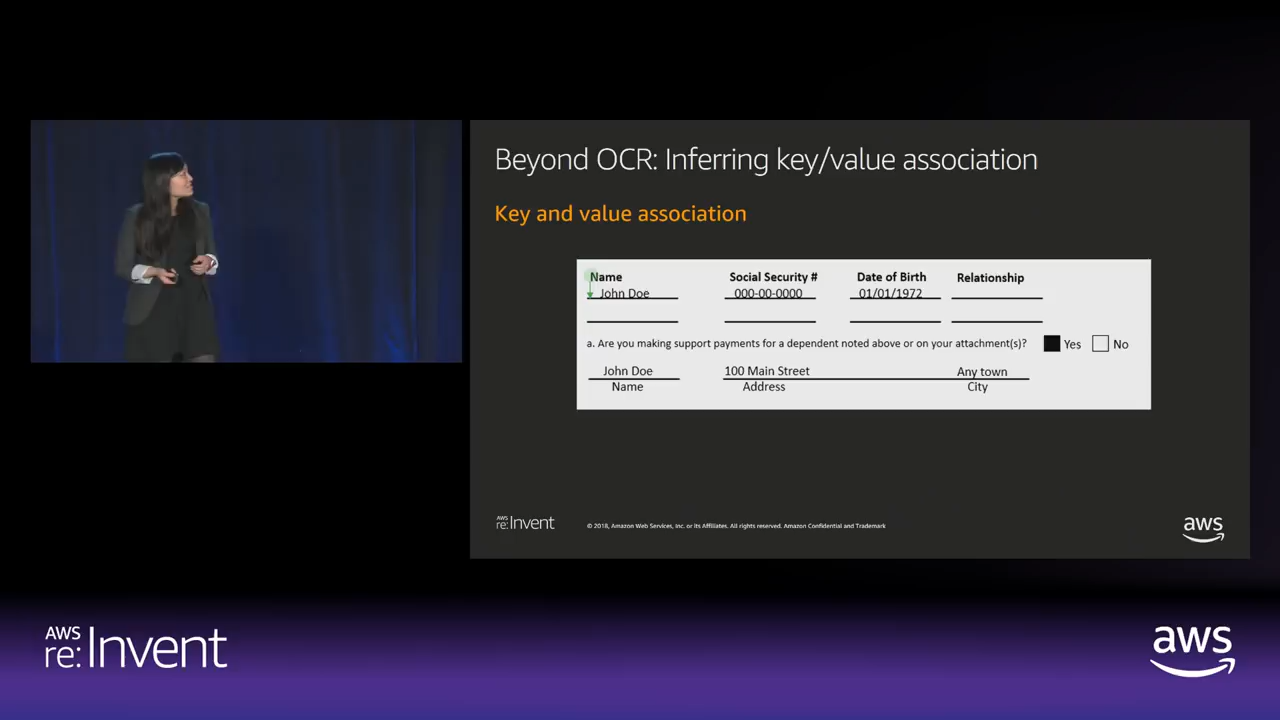 Beyond OCR: Inferring key/value association
Key and value association
Name Social Security # Date of Birth Relationship
John Doe 000-00-0000 01/01/1972
a. Are you making support payments for a dependent noted above or on your attachment(s)? Yes No
John Doe 100 Main Street Any town
Name Address City
AWS
re:Invent
© 2018, Amazon Web Services, Inc. or its Affiliates. All rights reserved. Amazon Confidential and Trademark
aws
AWS
re:Invent
aws